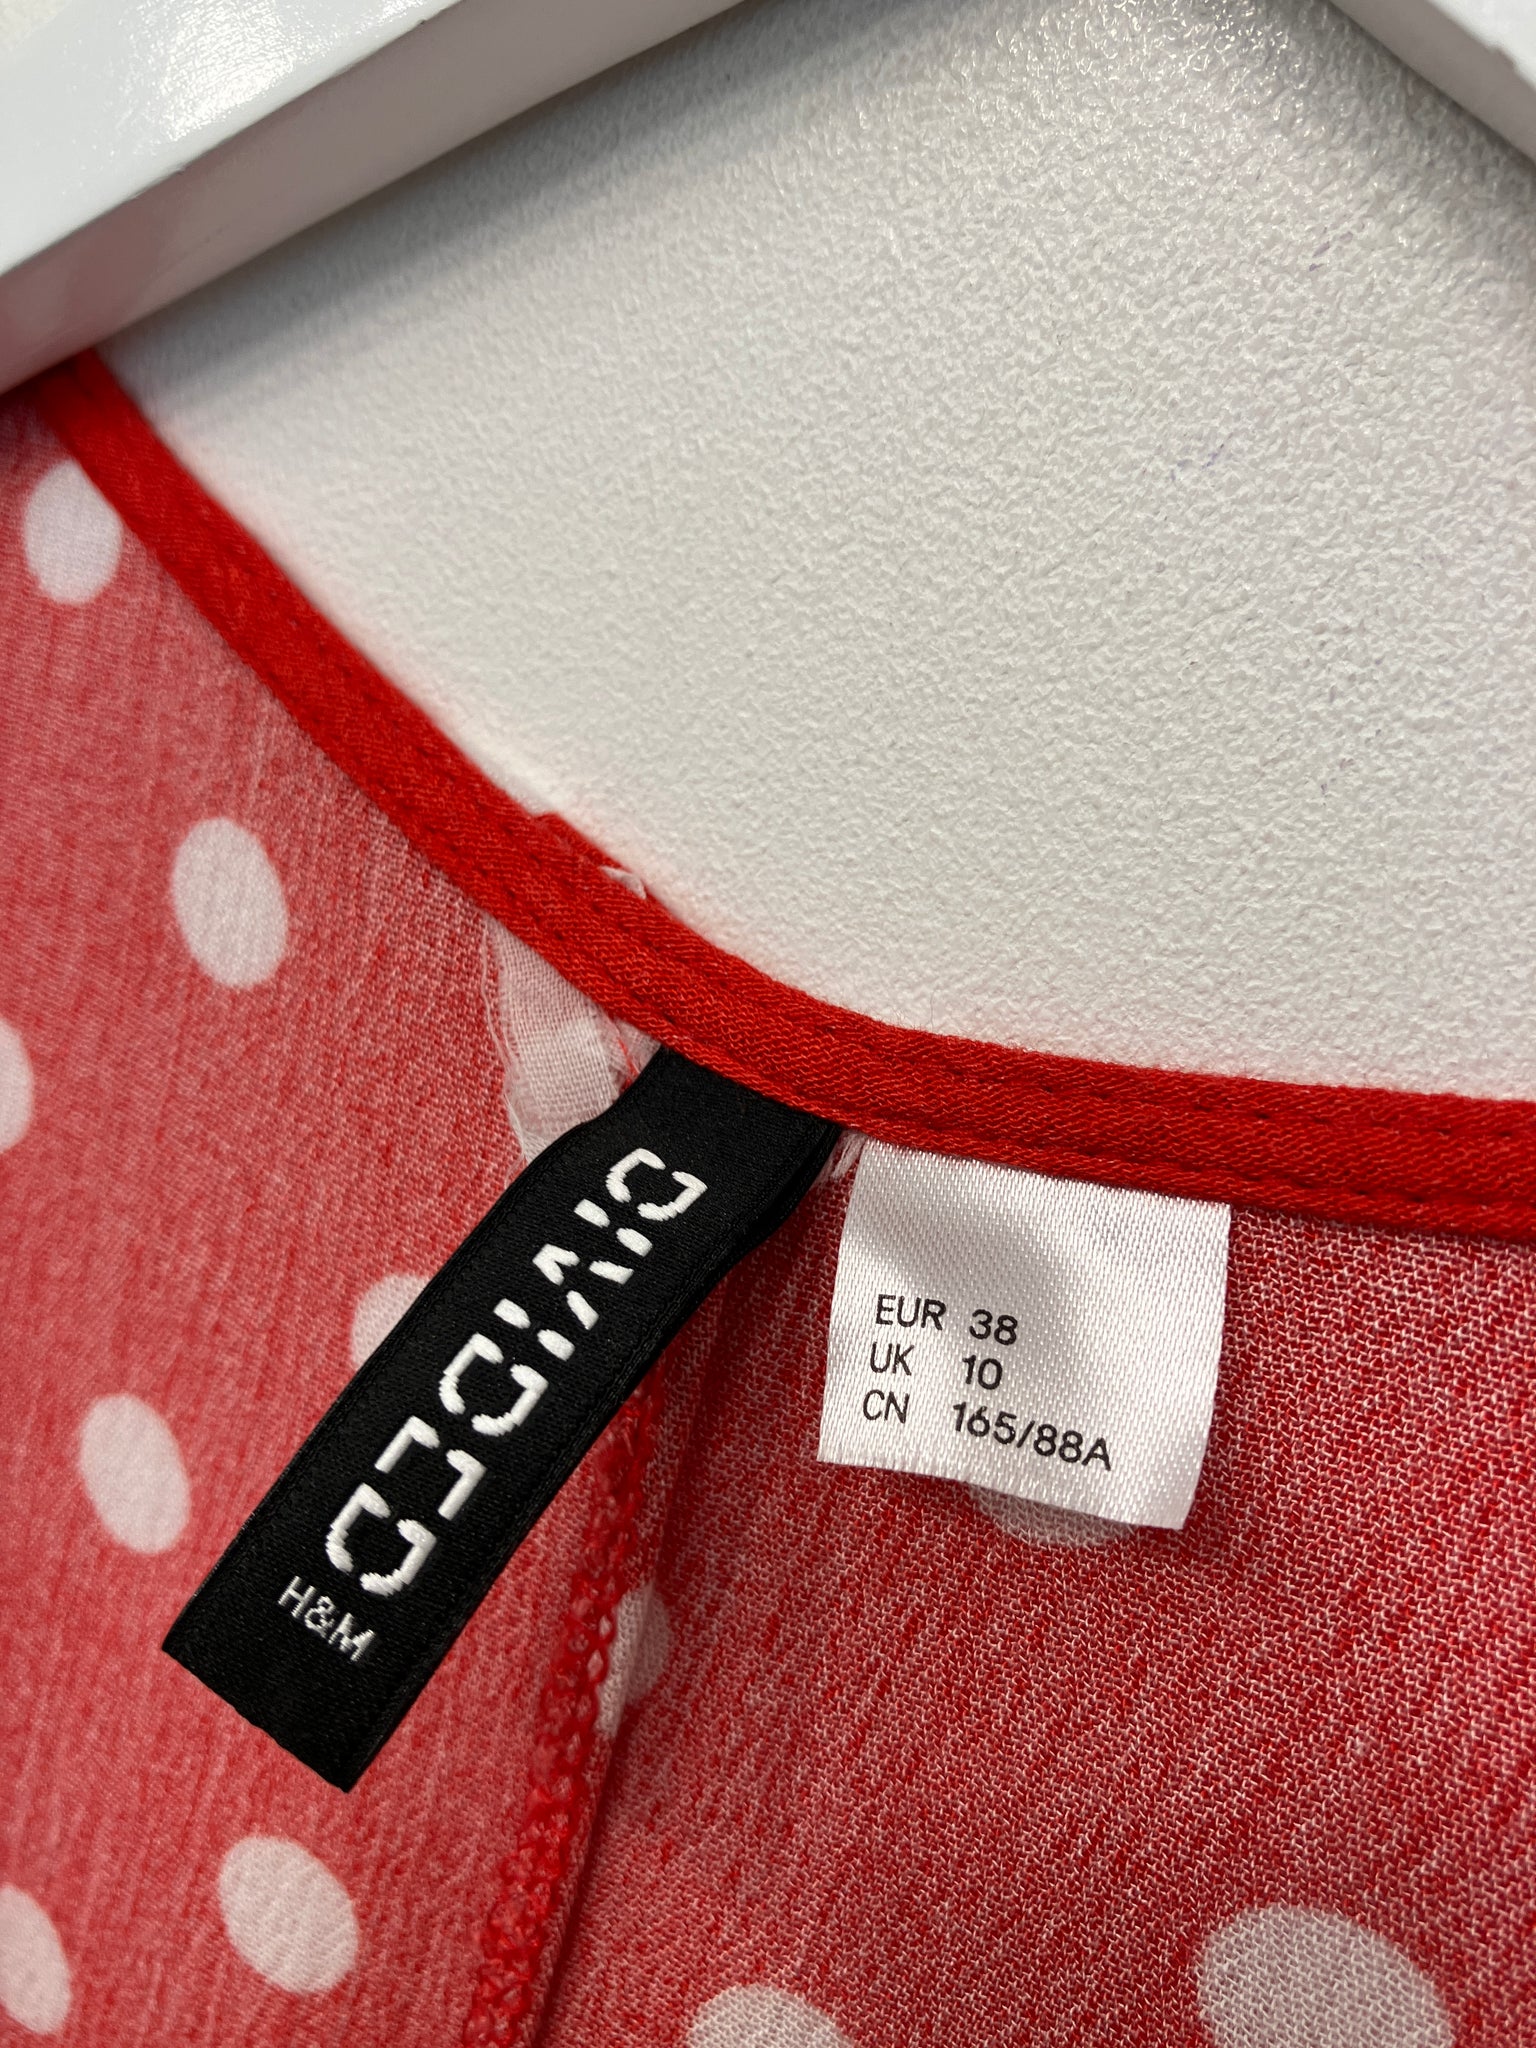 DIVIDED
H&M
EUR 38
UK 10
CN 165/88A